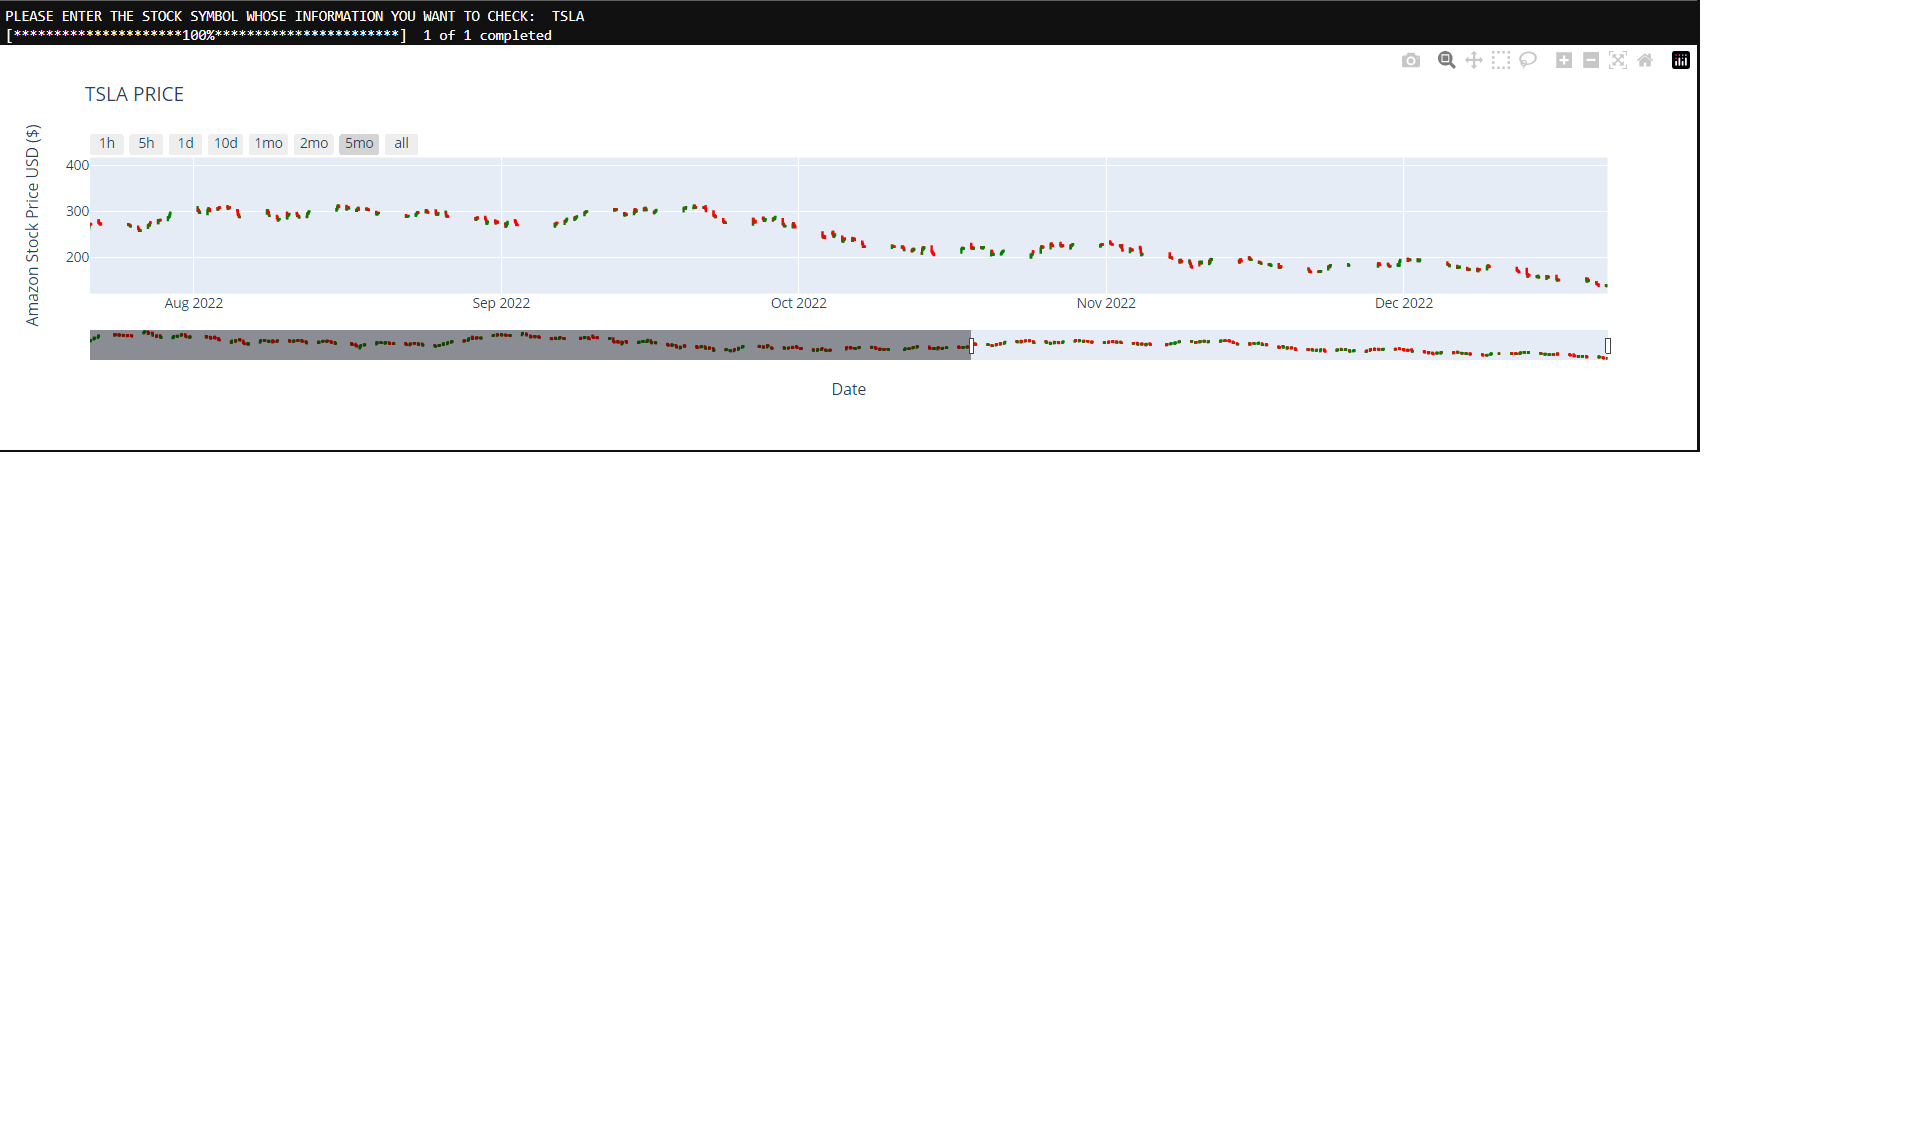 PLEASE ENTER THE STOCK SYMBOL WHOSE INFORMATION YOU WANT TO CHECK:  TSLA
[*********************100%***********************]  1 of 1 completed
TSLA PRICE
1h 5h 1d 10d 1mo 2mo 5mo all
Amazon Stock Price USD ($)
400
300
200
Aug 2022 Sep 2022 Oct 2022 Nov 2022 Dec 2022
Date